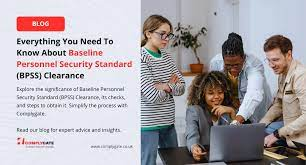 BLOG
Everything You Need To
Know About Baseline
Personnel Security Standard
(BPSS) Clearance
Explore the significance of Baseline Personnel
Security Standard (BPSS) Clearance, its checks,
and steps to obtain it. Simplify the process with
Complygate.
Read our blog for expert advice and insights.
COMPLYGATE
www.complygate.co.uk